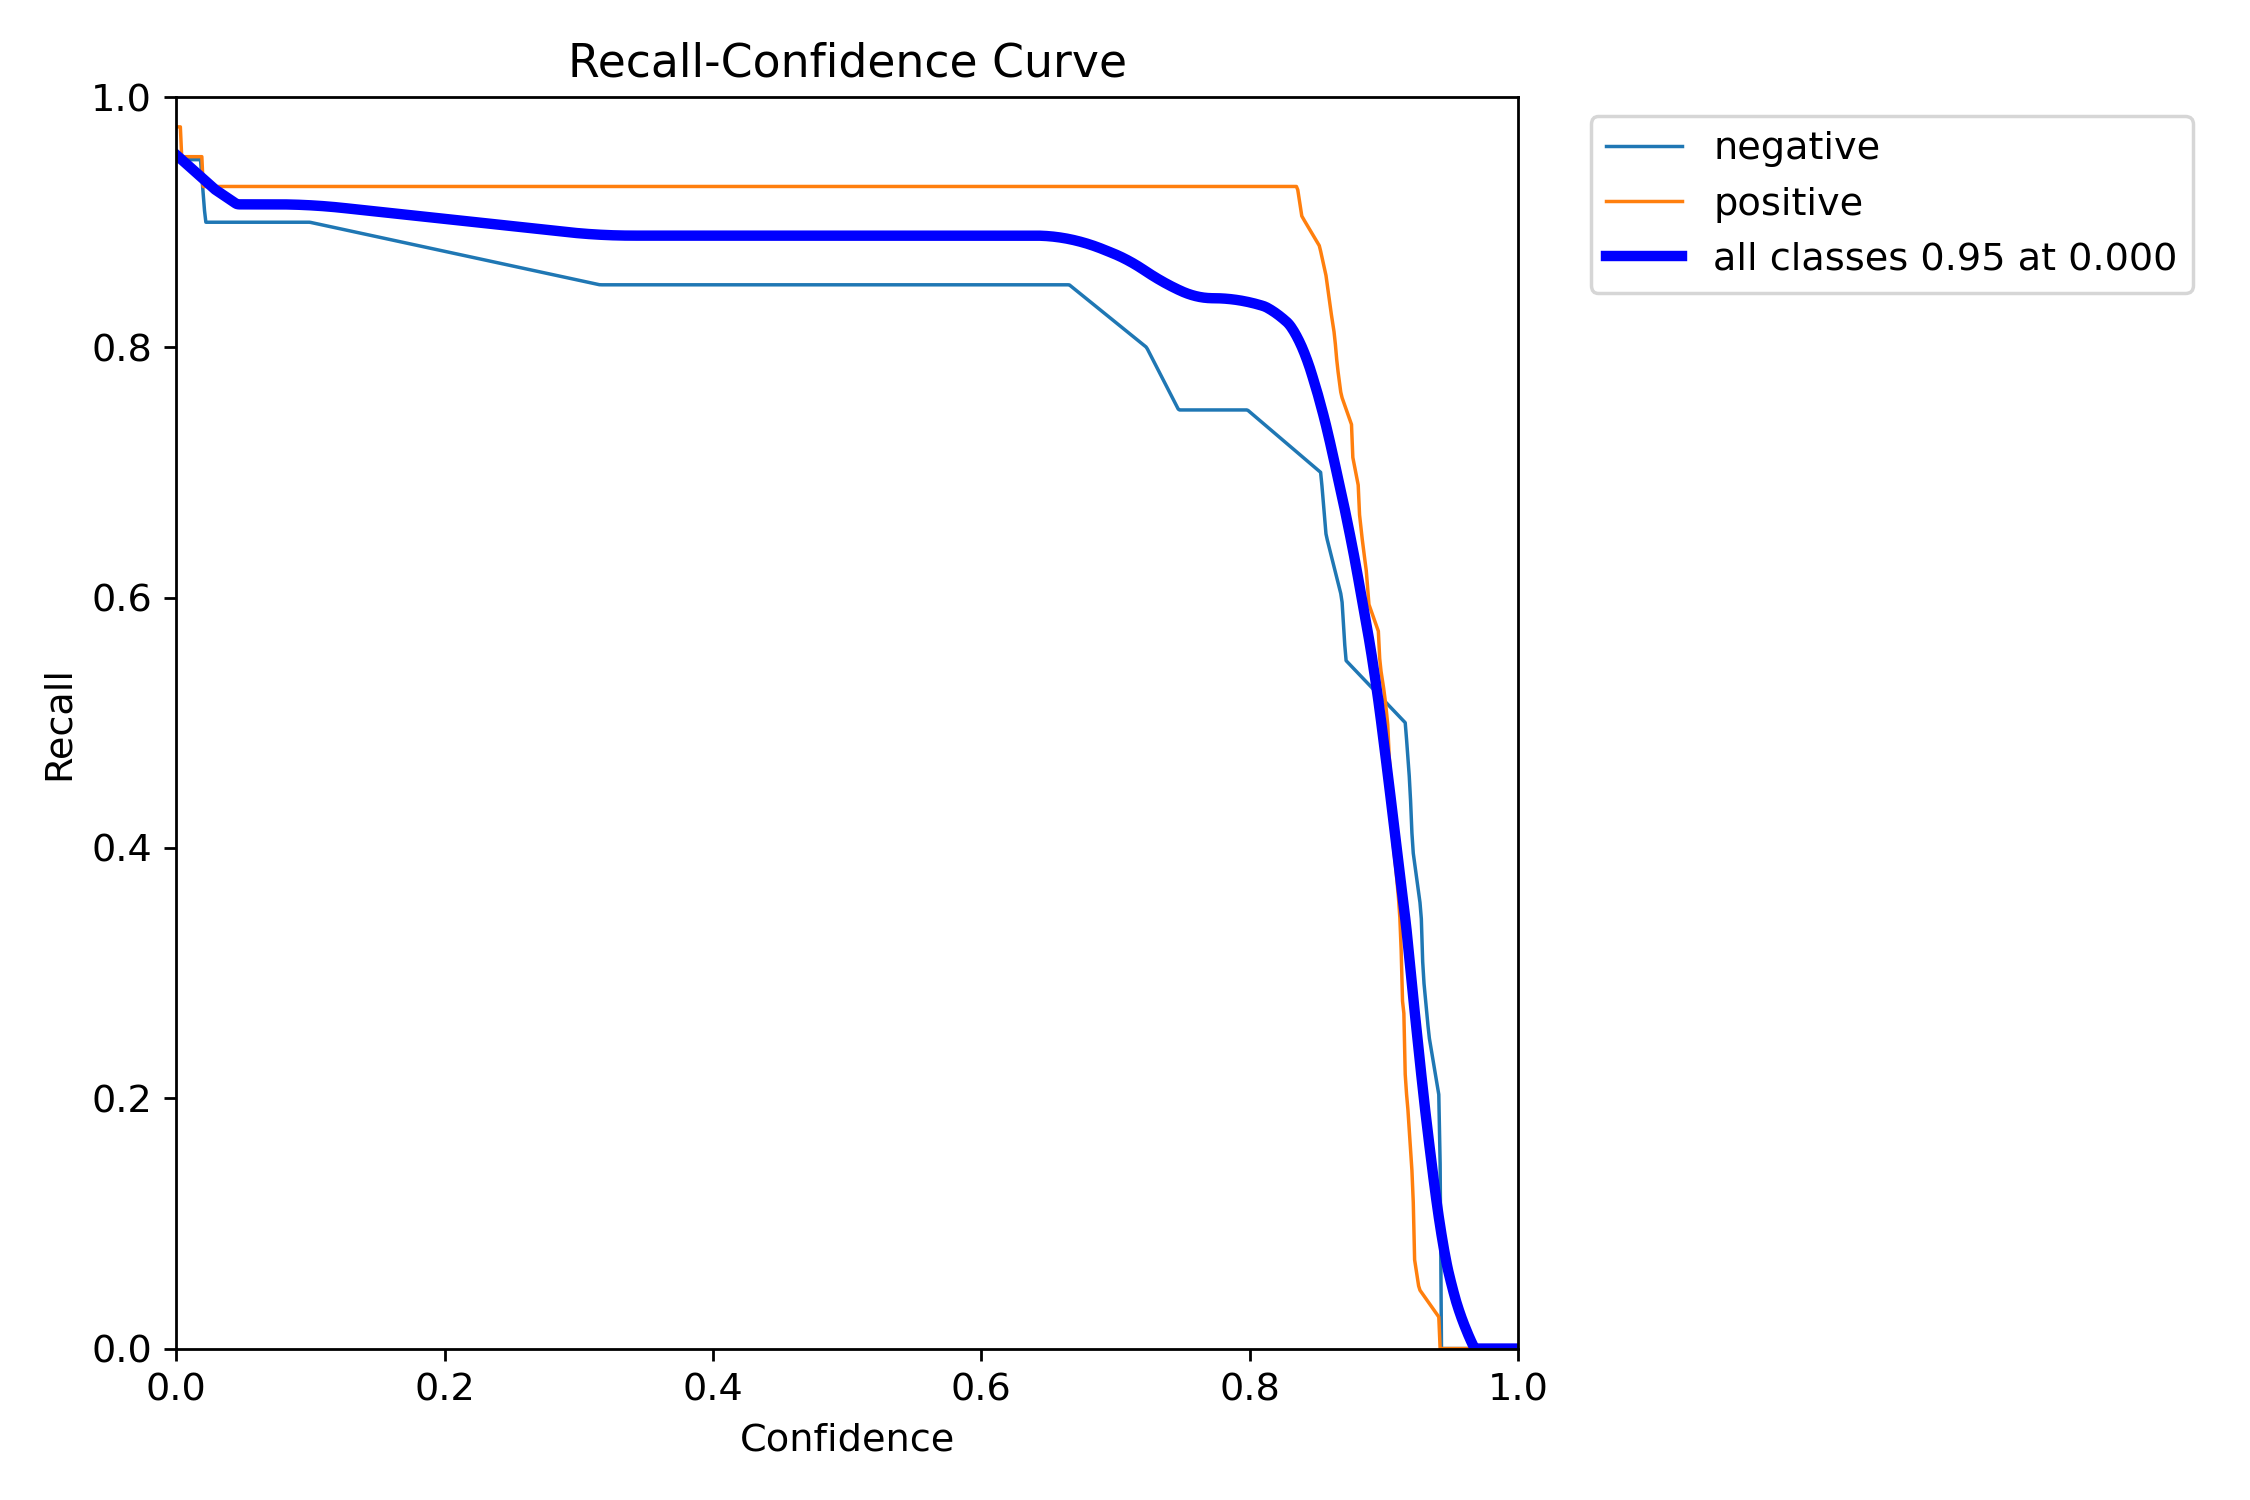 Recall-Confidence Curve
1.0
0.8
0.6
0.4
0.2
0.0
Recall
0.0 0.2 0.4 0.6 0.8 1.0
Confidence
negative
positive
all classes 0.95 at 0.000